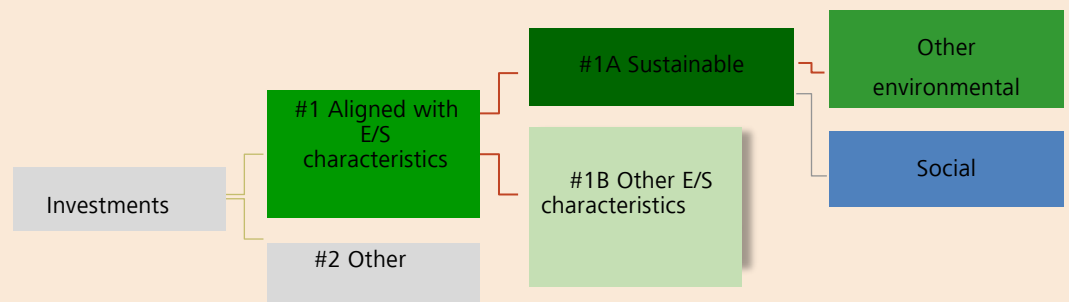 Investments
#1 Aligned with
E/S
characteristics
#2 Other
#1A Sustainable
#1B Other E/S
characteristics
Other
environmental
Social